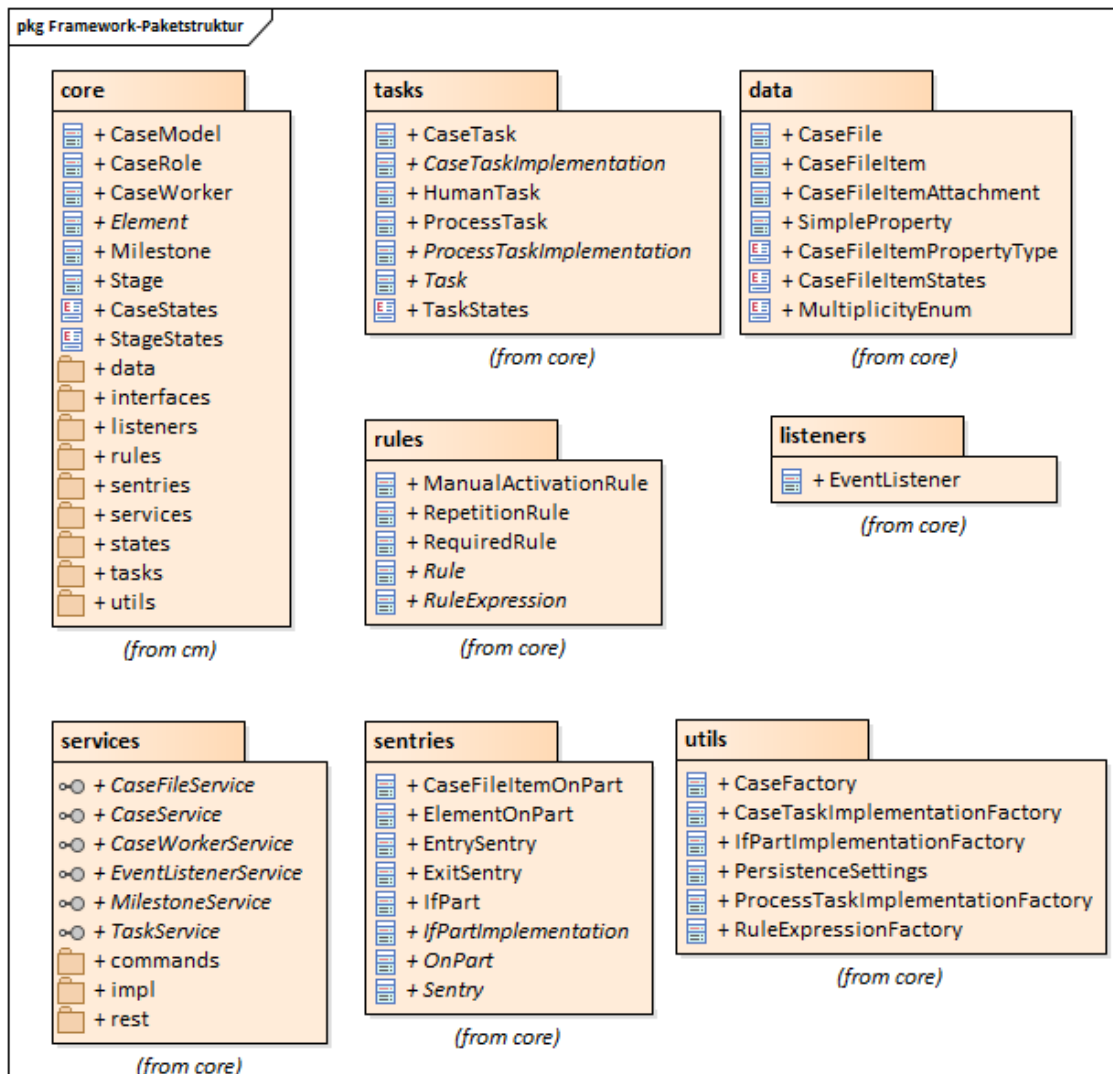 pkg Framework-Paketstruktur
core
+ CaseModel
+ CaseRole
+ CaseWorker
+ Element
+ Milestone
+ Stage
+ CaseStates
+ StageStates
+ data
+ interfaces
+ listeners
+ rules
+ sentries
+ services
+ states
+ tasks
+ utils
(from cm)
tasks
+ CaseTask
+ CaseTaskImplementation
+ HumanTask
+ ProcessTask
+ ProcessTaskImplementation
+ Task
+ TaskStates
(from core)
data
+ CaseFile
+ CaseFileItem
+ CaseFileItemAttachment
+ SimpleProperty
+ CaseFileItemPropertyType
+ CaseFileItemStates
+ MultiplicityEnum
(from core)
rules
+ ManualActivationRule
+ RepetitionRule
+ RequiredRule
+ Rule
+ RuleExpression
(from core)
listeners
+ EventListener
(from core)
services
+ CaseFileService
+ CaseService
+ CaseWorkerService
+ EventListenerService
+ MilestoneService
+ TaskService
+ commands
+ impl
+ rest
(from core)
sentries
+ CaseFileItemOnPart
+ ElementOnPart
+ EntrySentry
+ ExitSentry
+ IfPart
+ IfPartImplementation
+ OnPart
+ Sentry
(from core)
utils
+ CaseFactory
+ CaseTaskImplementationFactory
+ IfPartImplementationFactory
+ PersistenceSettings
+ ProcessTaskImplementationFactory
+ RuleExpressionFactory
(from core)